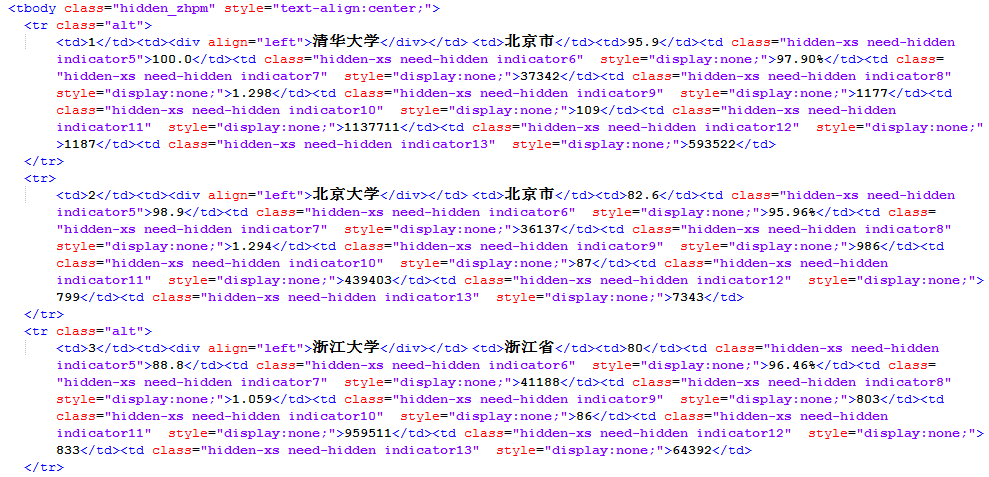 <tbody class="hidden_zhpm" style="text-align:center;">
<tr class="alt">
<td>1</td><td><div align="left">清华大学</div></td> <td>北京市</td><td>95.9</td><td class="hidden-xs need-hidden
indicator5">100.0</td><td class="hidden-xs need-hidden indicator6"  style="display:none;">97.90%</td><td class=
"hidden-xs need-hidden indicator7"  style="display:none;">37342</td><td class="hidden-xs need-hidden indicator8"
style="display:none;">1.298</td><td class="hidden-xs need-hidden indicator9"  style="display:none;">1177</td><td
class="hidden-xs need-hidden indicator10"  style="display:none;">109</td><td class="hidden-xs need-hidden
indicator11"  style="display:none;">1137711</td><td class="hidden-xs need-hidden indicator12"  style="display:none;"
>1187</td><td class="hidden-xs need-hidden indicator13"  style="display:none;">593522</td>
</tr>
<tr>
<td>2</td><td><div align="left">北京大学</div></td> <td>北京市</td><td>82.6</td><td class="hidden-xs need-hidden
indicator5">98.9</td><td class="hidden-xs need-hidden indicator6"  style="display:none;">95.96%</td><td class=
"hidden-xs need-hidden indicator7"  style="display:none;">36137</td><td class="hidden-xs need-hidden indicator8"
style="display:none;">1.294</td><td class="hidden-xs need-hidden indicator9"  style="display:none;">986</td><td
class="hidden-xs need-hidden indicator10"  style="display:none;">87</td><td class="hidden-xs need-hidden
indicator11"  style="display:none;">439403</td><td class="hidden-xs need-hidden indicator12"  style="display:none;">
799</td><td class="hidden-xs need-hidden indicator13"  style="display:none;">7343</td>
</tr>
<tr class="alt">
<td>3</td><td><div align="left">浙江大学</div></td> <td>浙江省</td><td>80</td><td class="hidden-xs need-hidden
indicator5">88.8</td><td class="hidden-xs need-hidden indicator6"  style="display:none;">96.46%</td><td class=
"hidden-xs need-hidden indicator7"  style="display:none;">41188</td><td class="hidden-xs need-hidden indicator8"
style="display:none;">1.059</td><td class="hidden-xs need-hidden indicator9"  style="display:none;">803</td><td
class="hidden-xs need-hidden indicator10"  style="display:none;">86</td><td class="hidden-xs need-hidden
indicator11"  style="display:none;">959511</td><td class="hidden-xs need-hidden indicator12"  style="display:none;">
833</td><td class="hidden-xs need-hidden indicator13"  style="display:none;">64392</td>
</tr>